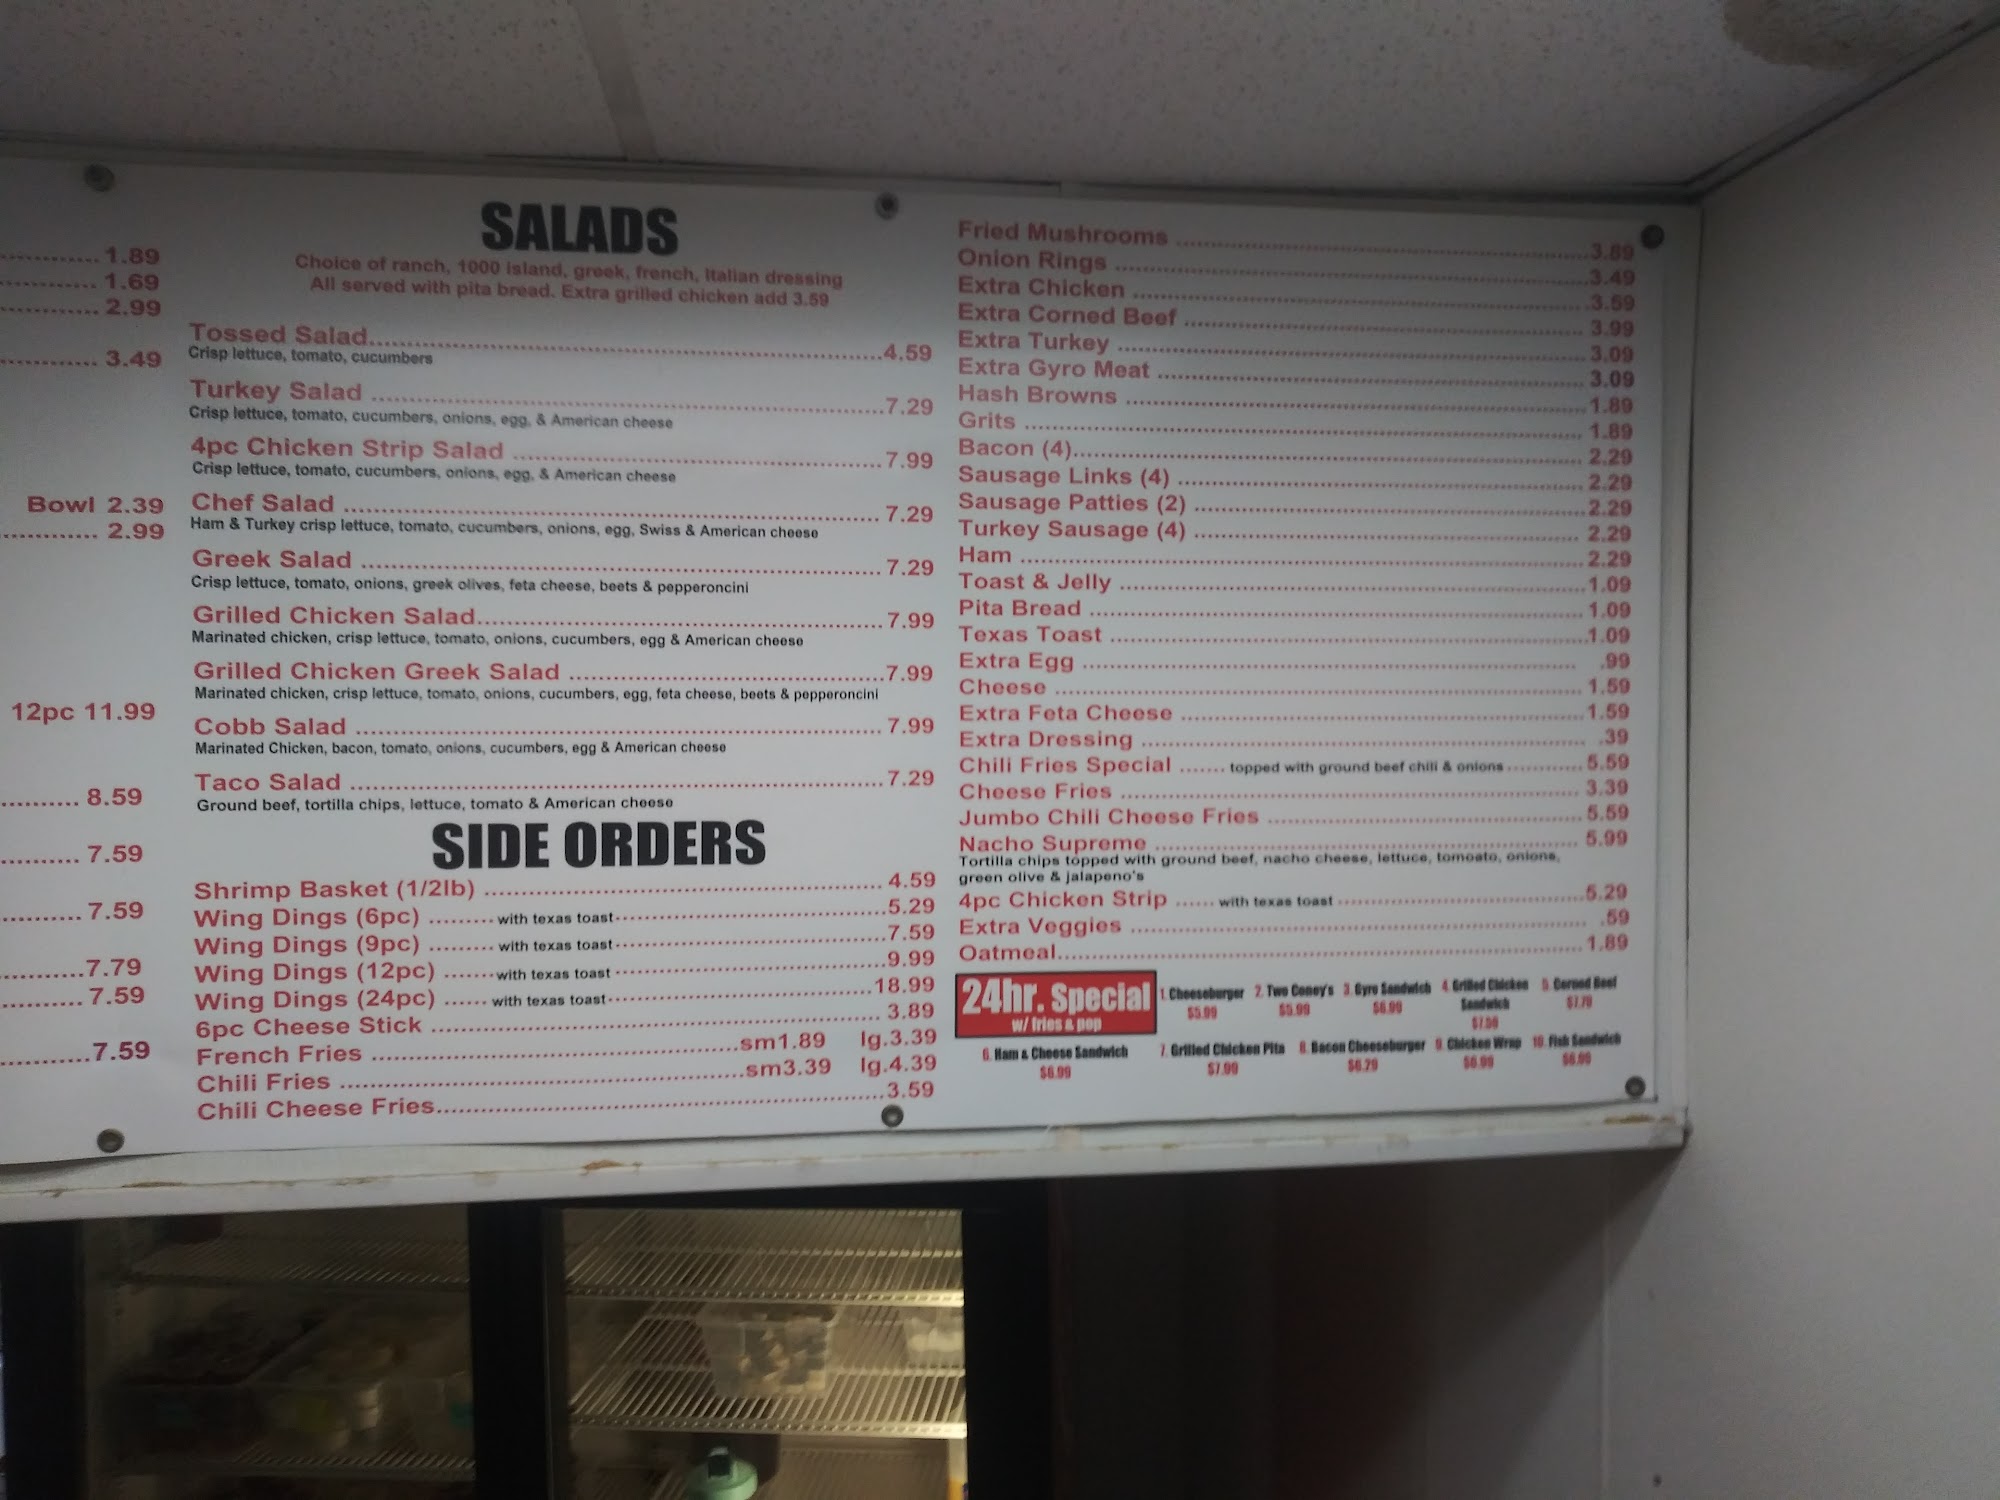 1.89
1.69
2.99
3.49
Bowl 2.39
2.99
12pc 11.99
8.59
7.59
7.59
7.79
7.59
7.59
SALADS
Choice of ranch, 1000 island, greek, french, Italian dressing
All served with pita bread. Extra grilled chicken add 3.59
Tossed Salad 4.59
Crisp lettuce, tomato, cucumbers
Turkey Salad 7.29
Crisp lettuce, tomato, cucumbers, onions, egg, & American cheese
4pc Chicken Strip Salad 7.99
Crisp lettuce, tomato, cucumbers, onions, egg, & American cheese
Chef Salad 7.29
Ham & Turkey crisp lettuce, tomato, cucumbers, onions, egg, Swiss & American cheese
Greek Salad 7.29
Crisp lettuce, tomato, onions, greek olives, feta cheese, beets & pepperoncini
Grilled Chicken Salad 7.99
Marinated chicken, crisp lettuce, tomato, onions, cucumbers, egg & American cheese
Grilled Chicken Greek Salad 7.99
Marinated chicken, crisp lettuce, tomato, onions, cucumbers, egg, feta cheese, beets & pepperoncini
Cobb Salad 7.99
Marinated Chicken, bacon, tomato, onions, cucumbers, egg & American cheese
Taco Salad 7.29
Ground beef, tortilla chips, lettuce, tomato & American cheese
SIDE ORDERS
Shrimp Basket (1/2lb) 4.59
Wing Dings (6pc) with texas toast 5.29
Wing Dings (9pc) with texas toast 7.59
Wing Dings (12pc) with texas toast 9.99
Wing Dings (24pc) with texas toast 18.99
6pc Cheese Stick 3.89
French Fries sm1.89 lg.3.39
Chili Fries sm3.39 lg.4.39
Chili Cheese Fries 3.59
Fried Mushrooms 3.89
Onion Rings 3.49
Extra Chicken 3.59
Extra Corned Beef 3.99
Extra Turkey 3.09
Extra Gyro Meat 3.09
Hash Browns 1.89
Grits 1.89
Bacon (4) 2.29
Sausage Links (4) 2.29
Sausage Patties (2) 2.29
Turkey Sausage (4) 2.29
Ham 2.29
Toast & Jelly 1.09
Pita Bread 1.09
Texas Toast 1.09
Extra Egg .99
Cheese 1.59
Extra Feta Cheese 1.59
Extra Dressing .39
Chili Fries Special topped with ground beef chili & onions 5.59
Cheese Fries 3.39
Jumbo Chili Cheese Fries 5.59
Nacho Supreme 5.99
Tortilla chips topped with ground beef, nacho cheese, lettuce, tomoato, onions,
green olive & jalapeno's
4pc Chicken Strip with texas toast 5.29
Extra Veggies .59
Oatmeal 1.89
24hr. Special
w/ fries & pop
1. Cheeseburger 2. Two Coney's 3. Gyro Sandwich 4. Grilled Chicken Sandwich 5. Corned Beef
$5.99 $5.99 $6.99
6. Ham & Cheese Sandwich 7. Grilled Chicken Pita 8. Bacon Cheeseburger 9. Chicken Wrap 10. Fish Sandwich
$6.99 $7.99 $6.29 $6.99 $6.99